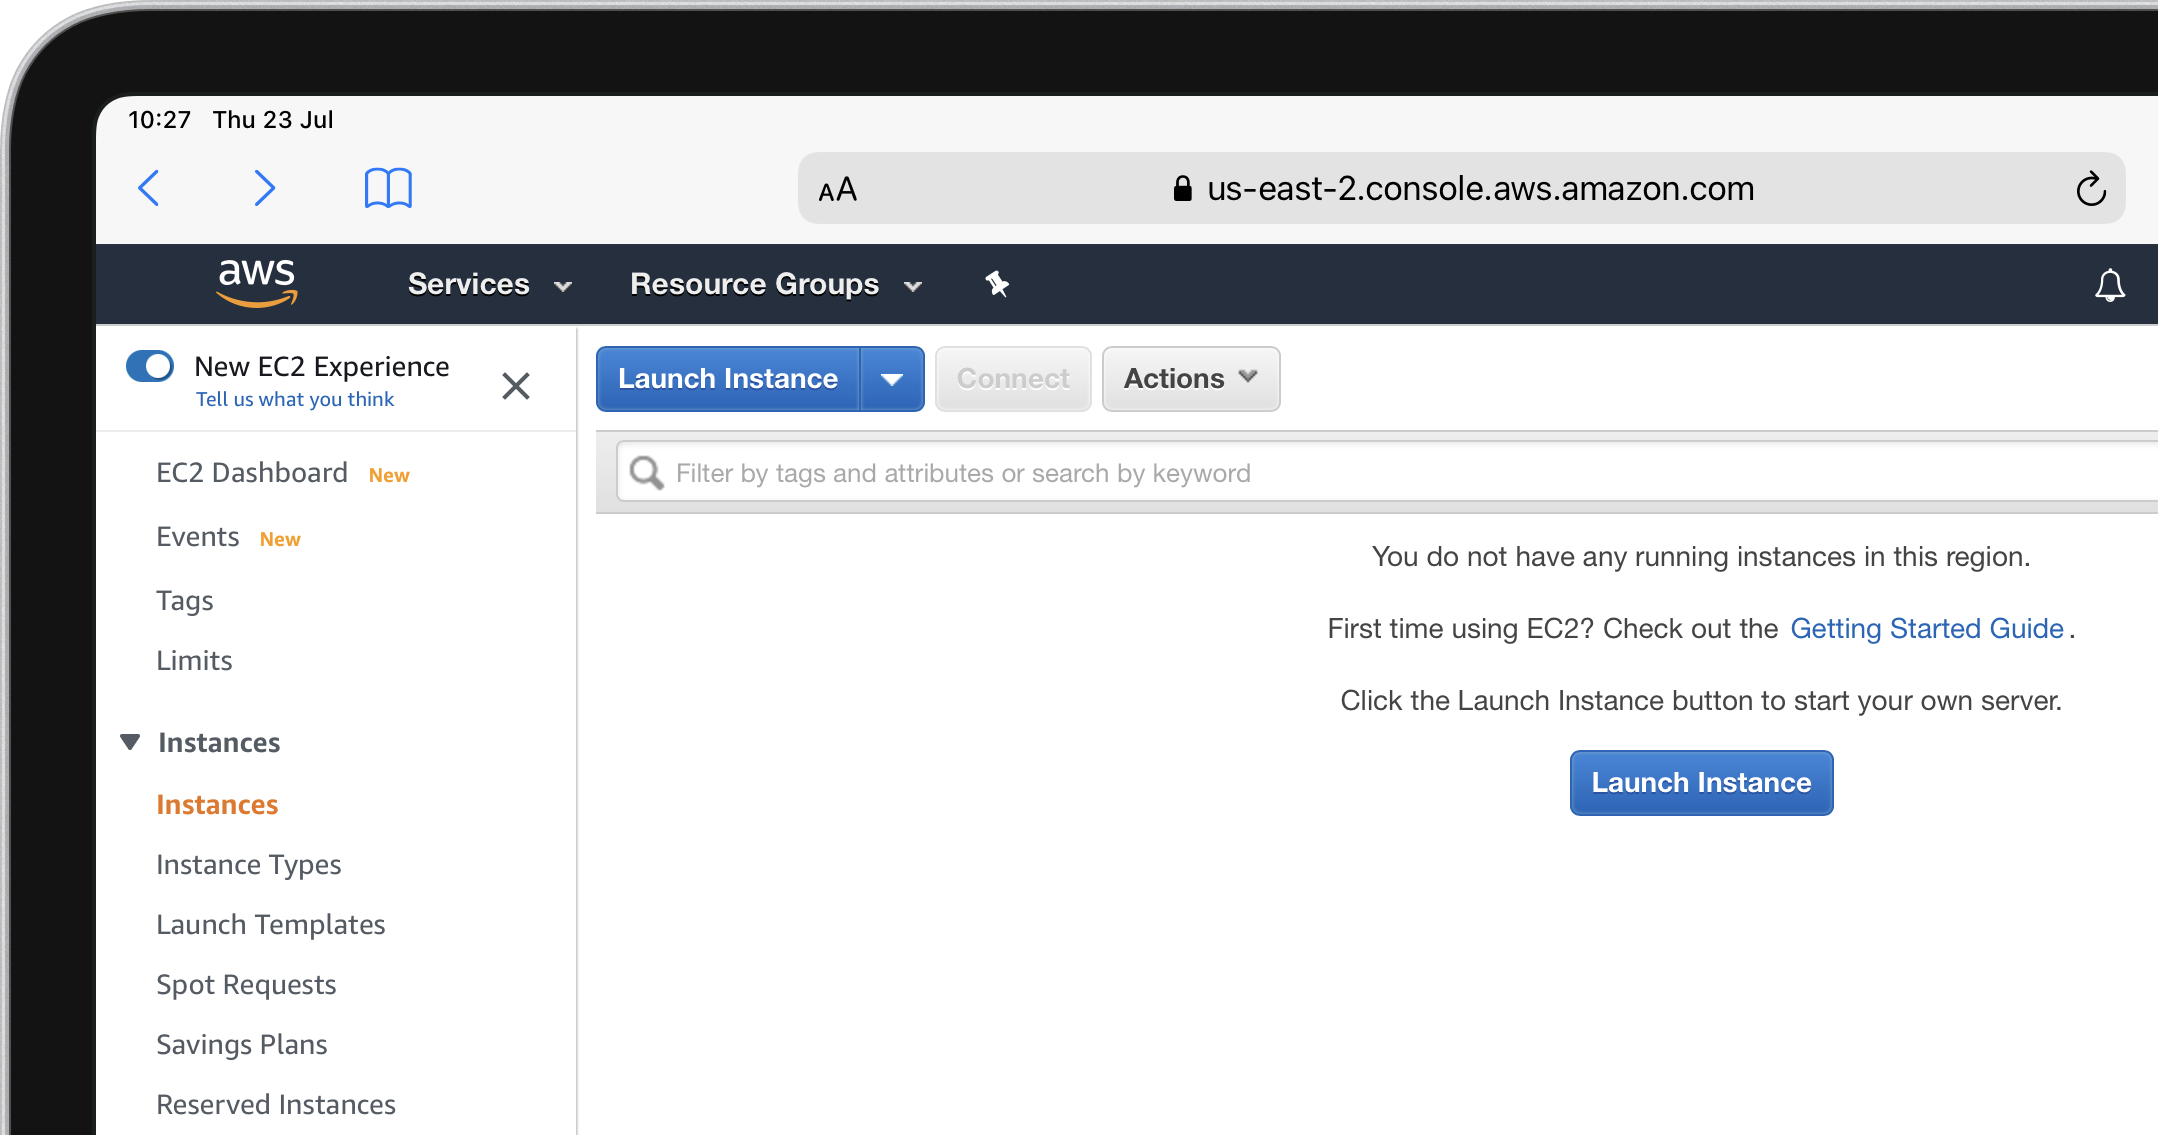 10:27 Thu 23 Jul
AA us-east-2.console.aws.amazon.com
aws Services Resource Groups
New EC2 Experience
Tell us what you think
Launch Instance Connect Actions
Filter by tags and attributes or search by keyword
EC2 Dashboard New
Events New
Tags
Limits
Instances
Instances
Instance Types
Launch Templates
Spot Requests
Savings Plans
Reserved Instances
You do not have any running instances in this region.
First time using EC2? Check out the Getting Started Guide.
Click the Launch Instance button to start your own server.
Launch Instance